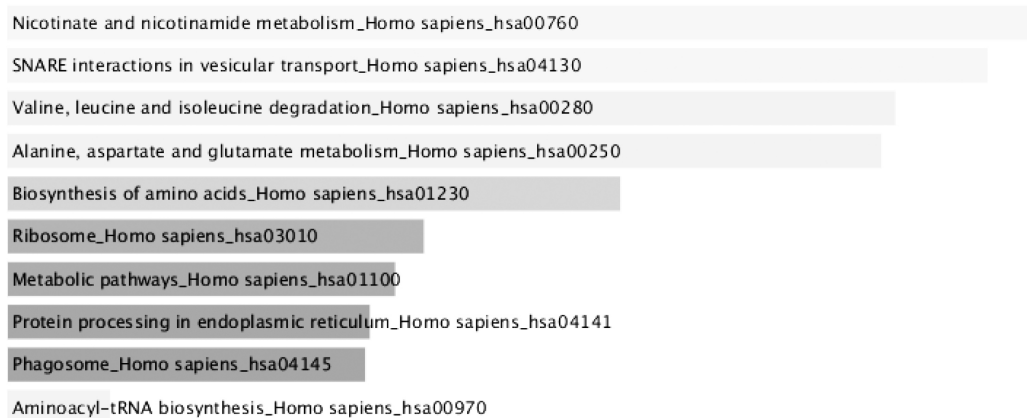 Nicotinate and nicotinamide metabolism_Homo sapiens_hsa00760
SNARE interactions in vesicular transport_Homo sapiens_hsa04130
Valine, leucine and isoleucine degradation_Homo sapiens_hsa00280
Alanine, aspartate and glutamate metabolism_Homo sapiens_hsa00250
Biosynthesis of amino acids_Homo sapiens_hsa01230
Ribosome_Homo sapiens_hsa03010
Metabolic pathways_Homo sapiens_hsa01100
Protein processing in endoplasmic reticulum_Homo sapiens_hsa04141
Phagosome_Homo sapiens_hsa04145
Aminoacyl-tRNA biosynthesis_Homo sapiens_hsa00970